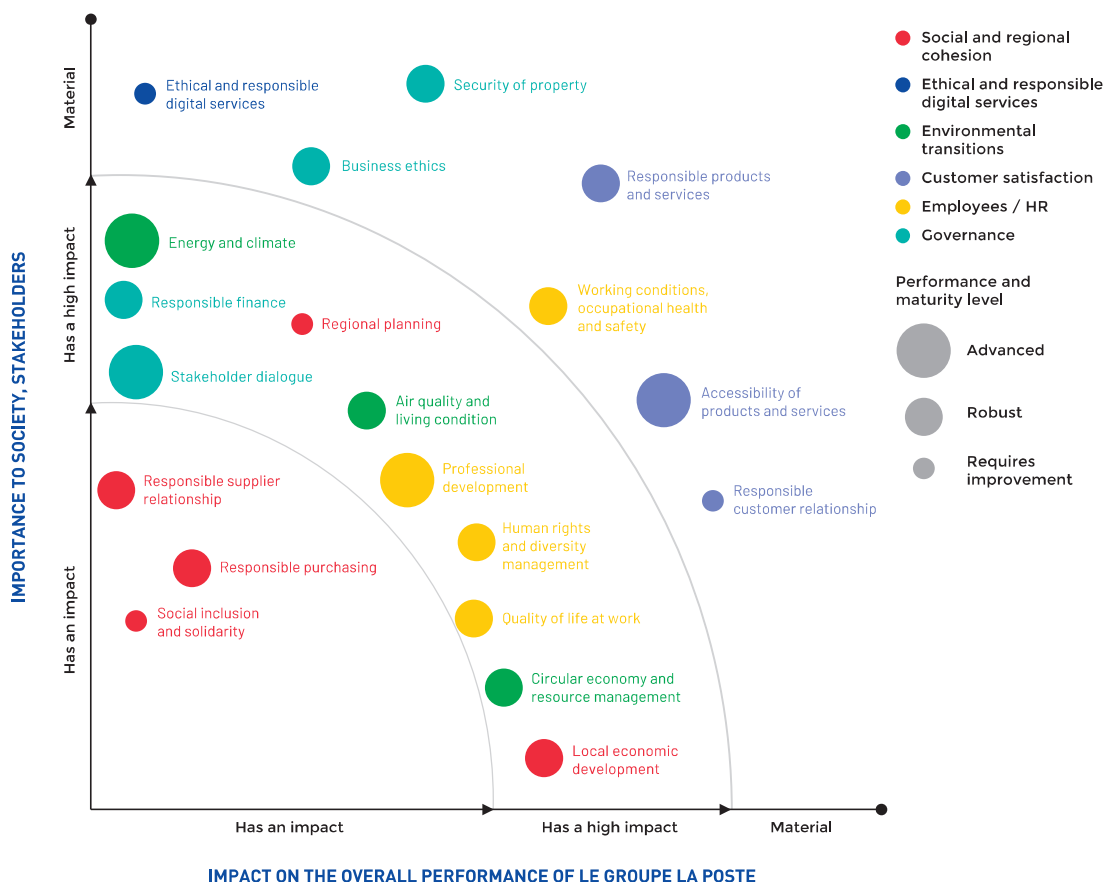 Material
Has a high impact
Has an impact
IMPORTANCE TO SOCIETY, STAKEHOLDERS
Ethical and responsible
digital services
Security of property
Business ethics
Responsible products
and services
Energy and climate
Responsible finance
Regional planning
Working conditions,
occupational health
and safety
Stakeholder dialogue
Air quality and
living condition
Accessibility of
products and services
Professional
development
Responsible supplier
relationship
Responsible
customer relationship
Human rights
and diversity
management
Responsible purchasing
Social inclusion
and solidarity
Quality of life at work
Circular economy and
resource management
Local economic
development
Has an impact
Has a high impact
Material
IMPACT ON THE OVERALL PERFORMANCE OF LE GROUPE LA POSTE
Social and regional
cohesion
Ethical and responsible
digital services
Environmental
transitions
Customer satisfaction
Employees / HR
Governance
Performance and
maturity level
Advanced
Robust
Requires
improvement